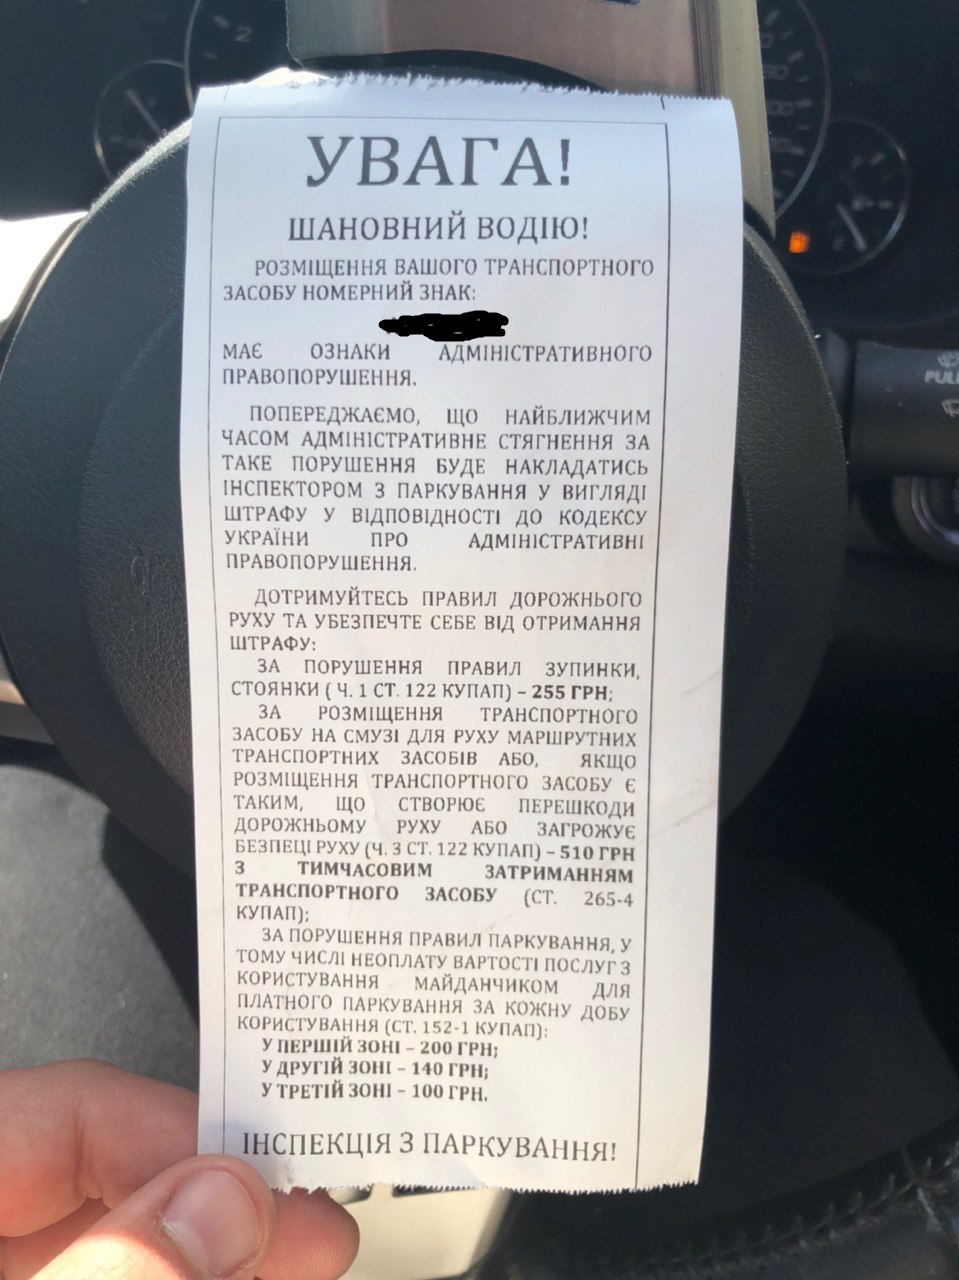 УВАГА!
ШАНОВНИЙ ВОДІЮ!
РОЗМІЩЕННЯ ВАШОГО ТРАНСПОРТНОГО
ЗАСОБУ НОМЕРНИЙ ЗНАК:
МАЄ ОЗНАКИ АДМІНІСТРАТИВНОГО
ПРАВОПОРУШЕННЯ.
ПОПЕРЕДЖАЄМО, ЩО НАЙБЛИЖЧИМ
ЧАСОМ АДМІНІСТРАТИВНЕ СТЯГНЕННЯ ЗА
ТАКЕ ПОРУШЕННЯ БУДЕ НАКЛАДАТИСЬ
ІНСПЕКТОРОМ З ПАРКУВАННЯ У ВИГЛЯДІ
ШТРАФУ У ВІДПОВІДНОСТІ ДО КОДЕКСУ
УКРАЇНИ ПРО АДМІНІСТРАТИВНІ
ПРАВОПОРУШЕННЯ.
ДОТРИМУЙТЕСЬ ПРАВИЛ ДОРОЖНЬОГО
РУХУ ТА УБЕЗПЕЧТЕ СЕБЕ ВІД ОТРИМАННЯ
ШТРАФУ:
ЗА ПОРУШЕННЯ ПРАВИЛ ЗУПИНКИ,
СТОЯНКИ ( Ч. 1 СТ. 122 КУПАП) – 255 ГРН;
ЗА РОЗМІЩЕННЯ ТРАНСПОРТНОГО
ЗАСОБУ НА СМУЗІ ДЛЯ РУХУ МАРШРУТНИХ
ТРАНСПОРТНИХ ЗАСОБІВ АБО, ЯКЩО
РОЗМІЩЕННЯ ТРАНСПОРТНОГО ЗАСОБУ Є
ТАКИМ, ЩО СТВОРЮЄ ПЕРЕШКОДИ
ДОРОЖНЬОМУ РУХУ АБО ЗАГРОЖУЄ
БЕЗПЕЦІ РУХУ (Ч. 3 СТ. 122 КУПАП) – 510 ГРН
З ТИМЧАСОВИМ ЗАТРИМАННЯМ
ТРАНСПОРТНОГО ЗАСОБУ (СТ. 265-4
КУПАП);
ЗА ПОРУШЕННЯ ПРАВИЛ ПАРКУВАННЯ, У
ТОМУ ЧИСЛІ НЕОПЛАТУ ВАРТОСТІ ПОСЛУГ З
КОРИСТУВАННЯ МАЙДАНЧИКОМ ДЛЯ
ПЛАТНОГО ПАРКУВАННЯ ЗА КОЖНУ ДОБУ
КОРИСТУВАННЯ (СТ. 152-1 КУПАП):
У ПЕРШІЙ ЗОНІ – 200 ГРН;
У ДРУГІЙ ЗОНІ – 140 ГРН;
У ТРЕТІЙ ЗОНІ – 100 ГРН.
ІНСПЕКЦІЯ З ПАРКУВАННЯ!
2